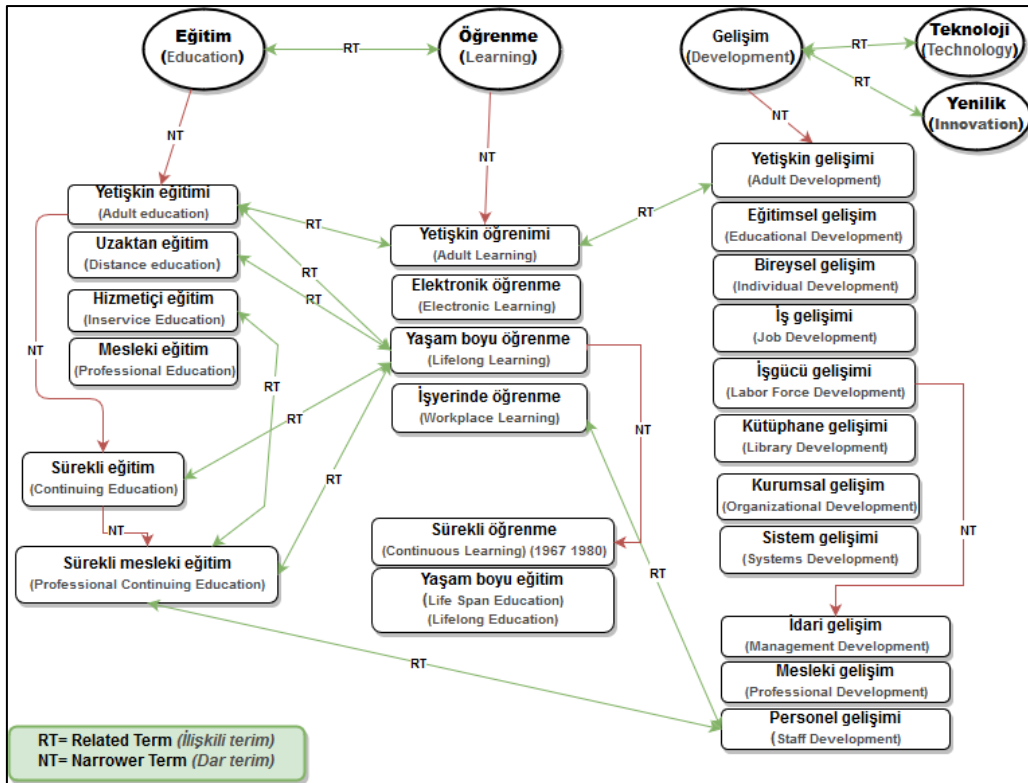 Eğitim
(Education)
RT
Öğrenme
(Learning)
Gelişim
(Development)
RT
Teknoloji
(Technology)
RT
Yenilik
(Innovation)
NT
NT
NT
Yetişkin eğitimi
(Adult education)
Uzaktan eğitim
(Distance education)
Hizmetiçi eğitim
(Inservice Education)
Mesleki eğitim
(Professional Education)
NT
Sürekli eğitim
(Continuing Education)
NT
Sürekli mesleki eğitim
(Professional Continuing Education)
RT
RT
RT
RT
RT
RT
RT
Yetişkin öğrenimi
(Adult Learning)
Elektronik öğrenme
(Electronic Learning)
Yaşam boyu öğrenme
(Lifelong Learning)
İşyerinde öğrenme
(Workplace Learning)
NT
Sürekli öğrenme
(Continuous Learning) (1967 1980)
Yaşam boyu eğitim
(Life Span Education)
(Lifelong Education)
RT
RT
Yetişkin gelişimi
(Adult Development)
Eğitimsel gelişim
(Educational Development)
Bireysel gelişim
(Individual Development)
İş gelişimi
(Job Development)
İşgücü gelişimi
(Labor Force Development)
Kütüphane gelişimi
(Library Development)
Kurumsal gelişim
(Organizational Development)
Sistem gelişimi
(Systems Development)
NT
İdari gelişim
(Management Development)
Mesleki gelişim
(Professional Development)
Personel gelişimi
(Staff Development)
RT= Related Term (İlişkili terim)
NT= Narrower Term (Dar terim)